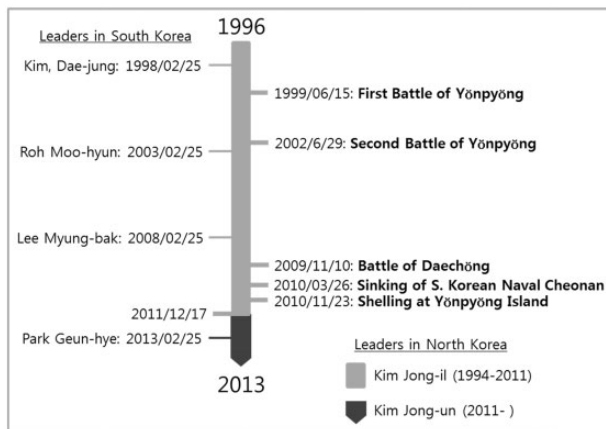 1996
Leaders in South Korea
Kim, Dae-jung: 1998/02/25
1999/06/15: First Battle of Yŏnpyŏng
2002/6/29: Second Battle of Yŏnpyŏng
Roh Moo-hyun: 2003/02/25
Lee Myung-bak: 2008/02/25
2009/11/10: Battle of Daechŏng
2010/03/26: Sinking of S. Korean Naval Cheonan
2010/11/23: Shelling at Yŏnpyŏng Island
2011/12/17
Park Geun-hye: 2013/02/25
2013
Leaders in North Korea
Kim Jong-il (1994-2011)
Kim Jong-un (2011- )